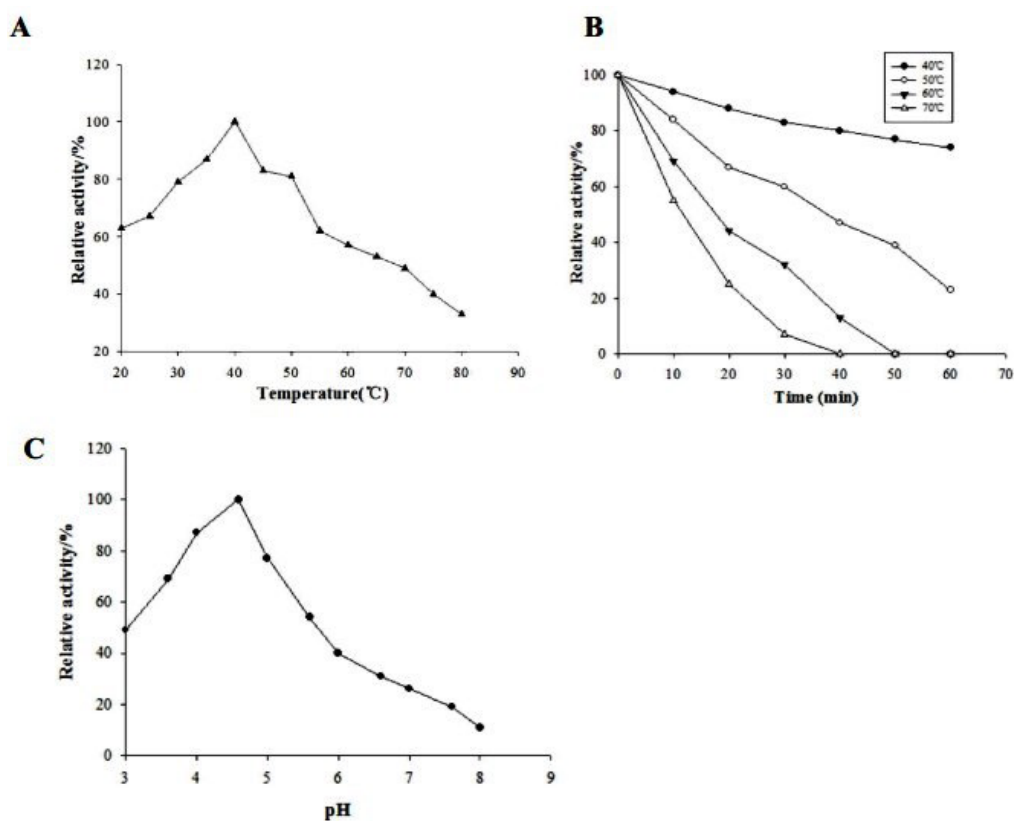 A
120
100
80
60
40
20
Relative activity/%
20 30 40 50 60 70 80 90
Temperature(℃)
B
100
80
60
40
20
0
Relative activity/%
40℃
50℃
60℃
70℃
0 10 20 30 40 50 60 70
Time (min)
C
120
100
80
60
40
20
0
Relative activity/%
3 4 5 6 7 8 9
pH